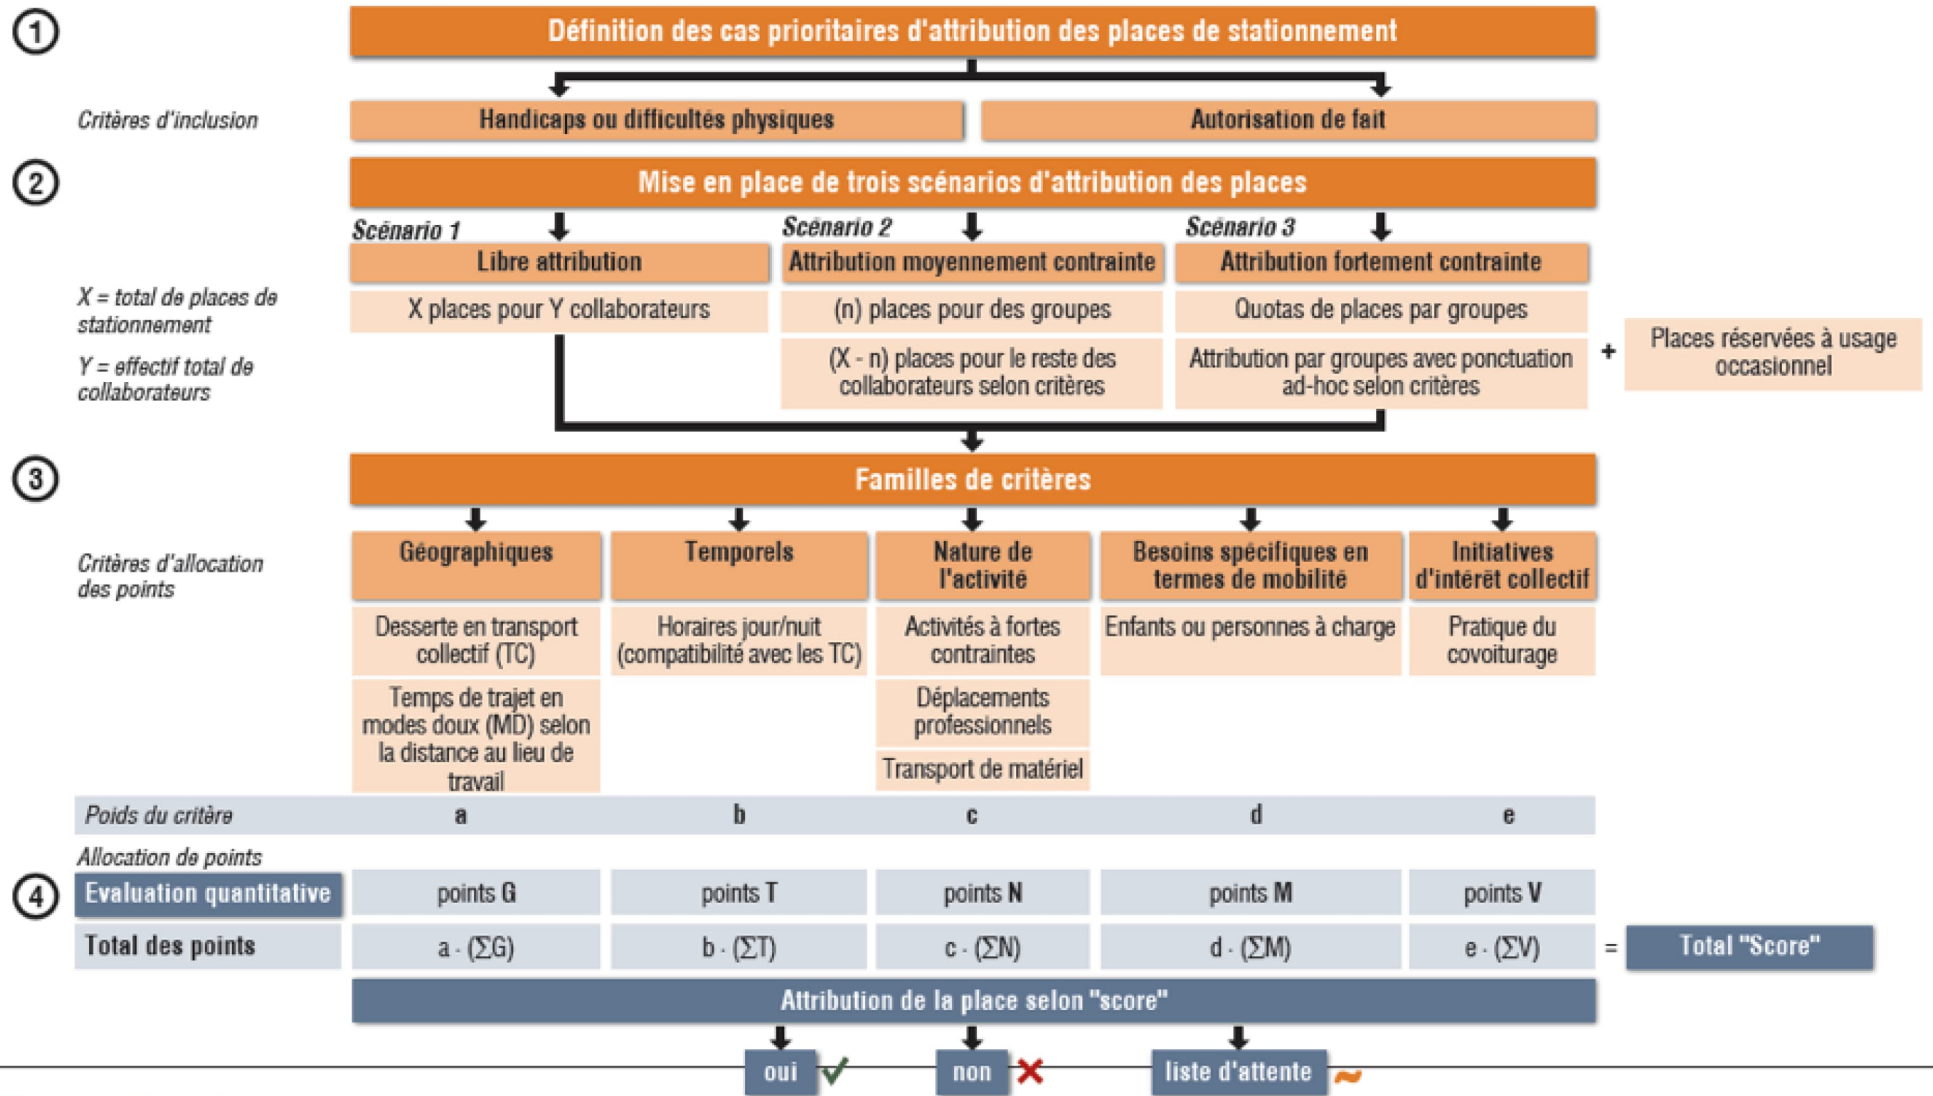 1
Définition des cas prioritaires d'attribution des places de stationnement
Critères d'inclusion
Handicaps ou difficultés physiques
Autorisation de fait
2
Mise en place de trois scénarios d'attribution des places
Scénario 1
Scénario 2
Scénario 3
Libre attribution
Attribution moyennement contrainte
Attribution fortement contrainte
X = total de places de
stationnement
Y = effectif total de
collaborateurs
X places pour Y collaborateurs
(n) places pour des groupes
(X - n) places pour le reste des
collaborateurs selon critères
Quotas de places par groupes
Attribution par groupes avec ponctuation
ad-hoc selon critères
+
Places réservées à usage
occasionnel
3
Familles de critères
Critères d'allocation
des points
Géographiques
Temporels
Nature de
l'activité
Besoins spécifiques en
termes de mobilité
Initiatives
d'intérêt collectif
Desserte en transport
collectif (TC)
Temps de trajet en
modes doux (MD) selon
la distance au lieu de
travail
Horaires jour/nuit
(compatibilité avec les TC)
Activités à fortes
contraintes
Déplacements
professionnels
Transport de matériel
Enfants ou personnes à charge
Pratique du
covoiturage
Poids du critère
a
b
c
d
e
Allocation de points
4
Evaluation quantitative
points G
points T
points N
points M
points V
Total des points
a · (∑G)
b · (∑T)
c · (∑N)
d · (∑M)
e · (∑V)
=
Total "Score"
Attribution de la place selon "score"
oui
non
liste d'attente